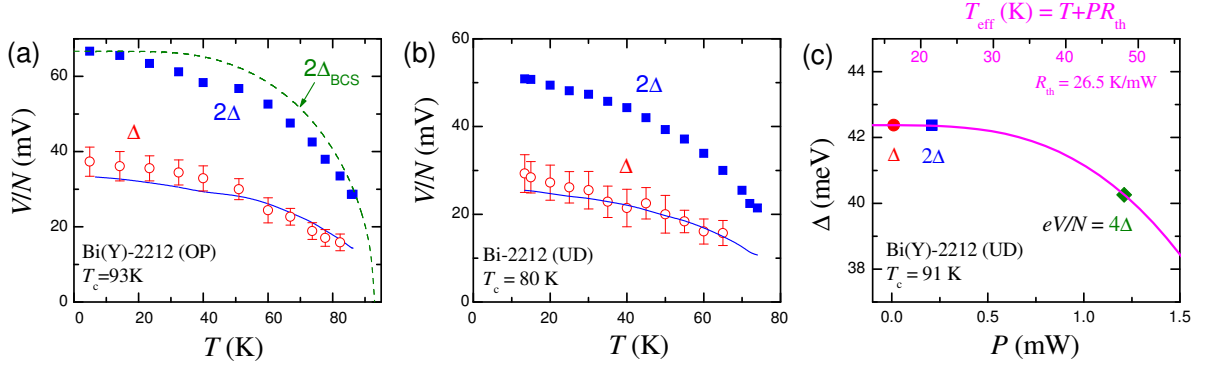 (a)
V/N (mV)
60
40
20
0
0
20
40
60
80
T (K)
2Δ_BCS
2Δ
Δ
Bi(Y)-2212 (OP)
T_c=93K
(b)
V/N (mV)
60
40
20
0
0
20
40
60
80
T (K)
2Δ
Δ
Bi-2212 (UD)
T_c = 80 K
(c)
T_eff (K) = T+PR_th
20
30
40
50
R_th = 26.5 K/mW
Δ (meV)
44
42
40
38
0.0
0.5
1.0
1.5
P (mW)
Δ
2Δ
eV/N = 4Δ
Bi(Y)-2212 (UD)
T_c = 91 K